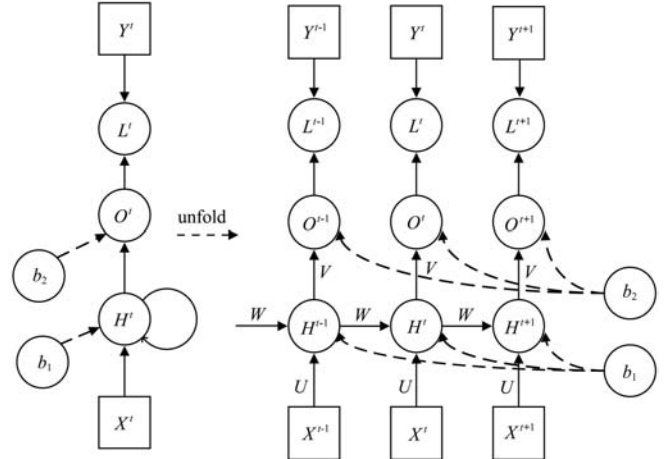 Y^t Y^{t-1} Y^t Y^{t+1}
L^t L^{t-1} L^t L^{t+1}
O^t unfold O^{t-1} O^t O^{t+1}
b_2 V V V b_2
H^t W H^{t-1} W H^t W H^{t+1}
b_1 U U U b_1
X^t X^{t-1} X^t X^{t+1}